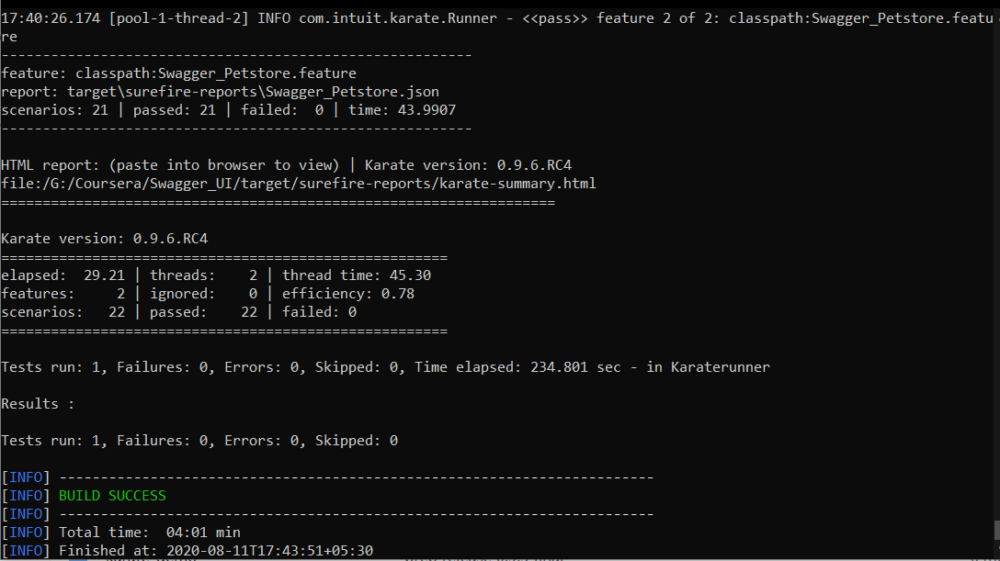 17:40:26.174 [pool-1-thread-2] INFO com.intuit.karate.Runner - <<pass>> feature 2 of 2: classpath:Swagger_Petstore.featu
re
---------------------------------------------------------
feature: classpath:Swagger_Petstore.feature
report: target\surefire-reports\Swagger_Petstore.json
scenarios: 21 | passed: 21 | failed:  0 | time: 43.9907
---------------------------------------------------------
HTML report: (paste into browser to view) | Karate version: 0.9.6.RC4
file:/G:/Coursera/Swagger_UI/target/surefire-reports/karate-summary.html
===================================================================
Karate version: 0.9.6.RC4
======================================================
elapsed:  29.21 | threads:    2 | thread time: 45.30
features:     2 | ignored:    0 | efficiency: 0.78
scenarios:   22 | passed:    22 | failed: 0
======================================================
Tests run: 1, Failures: 0, Errors: 0, Skipped: 0, Time elapsed: 234.801 sec - in Karaterunner
Results :
Tests run: 1, Failures: 0, Errors: 0, Skipped: 0
[INFO] ------------------------------------------------------------------------
[INFO] BUILD SUCCESS
[INFO] ------------------------------------------------------------------------
[INFO] Total time:  04:01 min
[INFO] Finished at: 2020-08-11T17:43:51+05:30